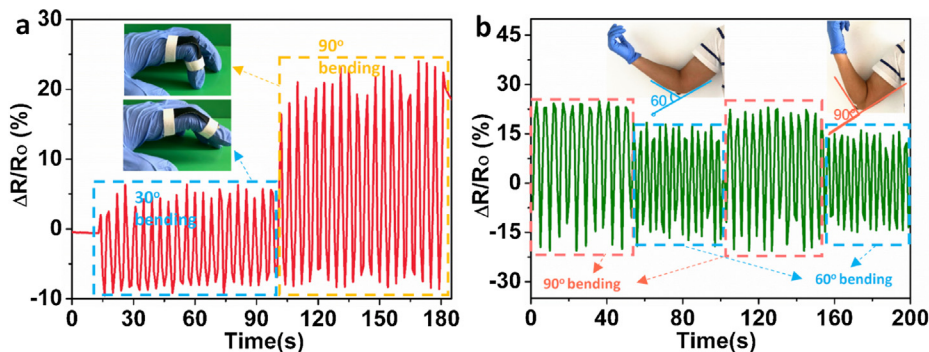 a
ΔR/Ro (%)
30
20
10
0
-10
0
30
60
90
120
150
180
Time(s)
90° bending
30° bending
b
ΔR/Ro (%)
45
30
15
0
-15
-30
0
40
80
120
160
200
Time(s)
60
90°
90° bending
60° bending